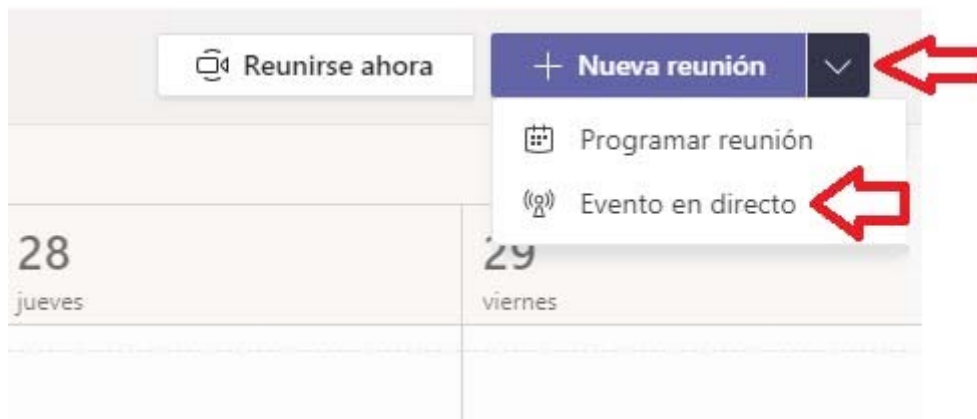 Reunirse ahora
+ Nueva reunión
Programar reunión
Evento en directo
28
jueves
29
viernes